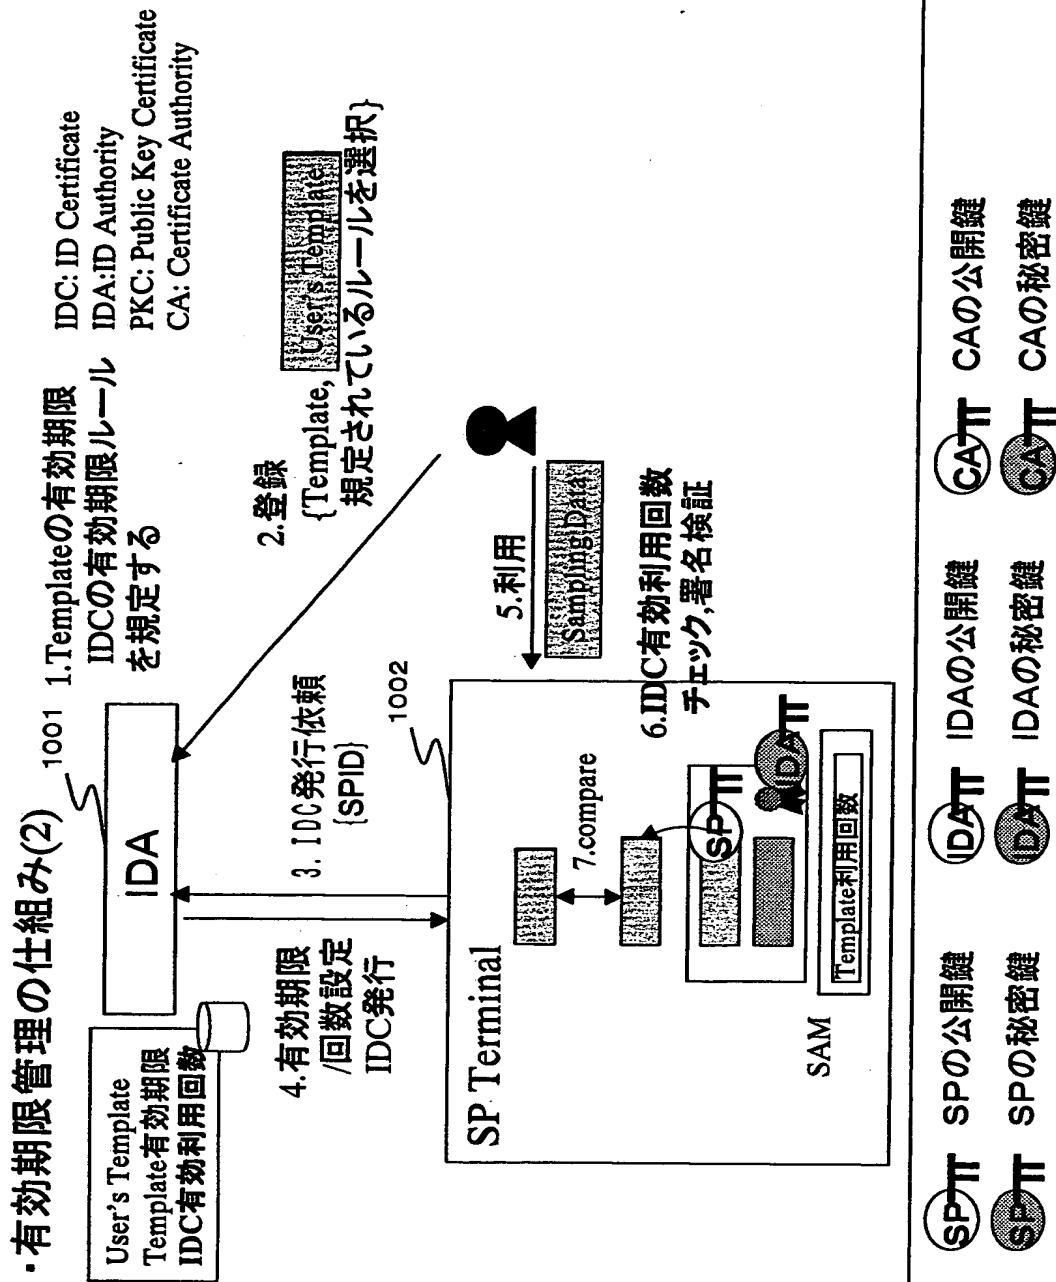 ・有効期限管理の仕組み(2)
IDC: ID Certificate
IDA:ID Authority
PKC: Public Key Certificate
CA: Certificate Authority
1001
1.Templateの有効期限
IDCの有効期限ルール
を規定する
IDA
User's Template
Template有効期限
IDC有効利用回数
2.登録
{Template, User's Template
規定されているルールを選択}
3. IDC発行依頼
{SPID}
4.有効期限
/回数設定
IDC発行
1002
5.利用
Sampling Data
SP Terminal
6.IDC有効利用回数
チェック,署名検証
7.compare
SP
IDA
SAM
Template利用回数
SP SPの公開鍵
IDA IDAの公開鍵
CA CAの公開鍵
SP SPの秘密鍵
IDA IDAの秘密鍵
CA CAの秘密鍵